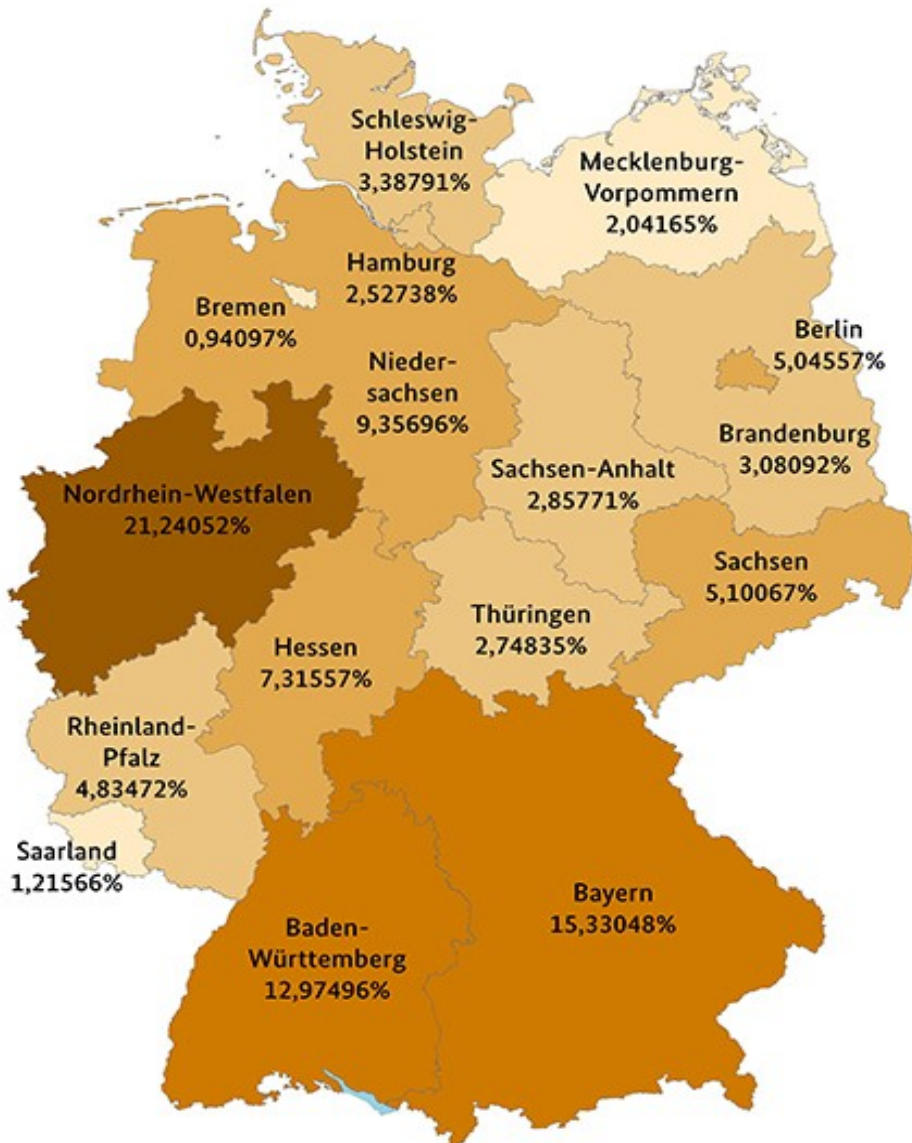 Schleswig-
Holstein
3,38791%
Mecklenburg-
Vorpommern
2,04165%
Hamburg
2,52738%
Bremen
0,94097%
Berlin
5,04557%
Nieder-
sachsen
9,35696%
Brandenburg
3,08092%
Sachsen-Anhalt
2,85771%
Nordrhein-Westfalen
21,24052%
Sachsen
5,10067%
Thüringen
2,74835%
Hessen
7,31557%
Rheinland-
Pfalz
4,83472%
Saarland
1,21566%
Bayern
15,33048%
Baden-
Württemberg
12,97496%